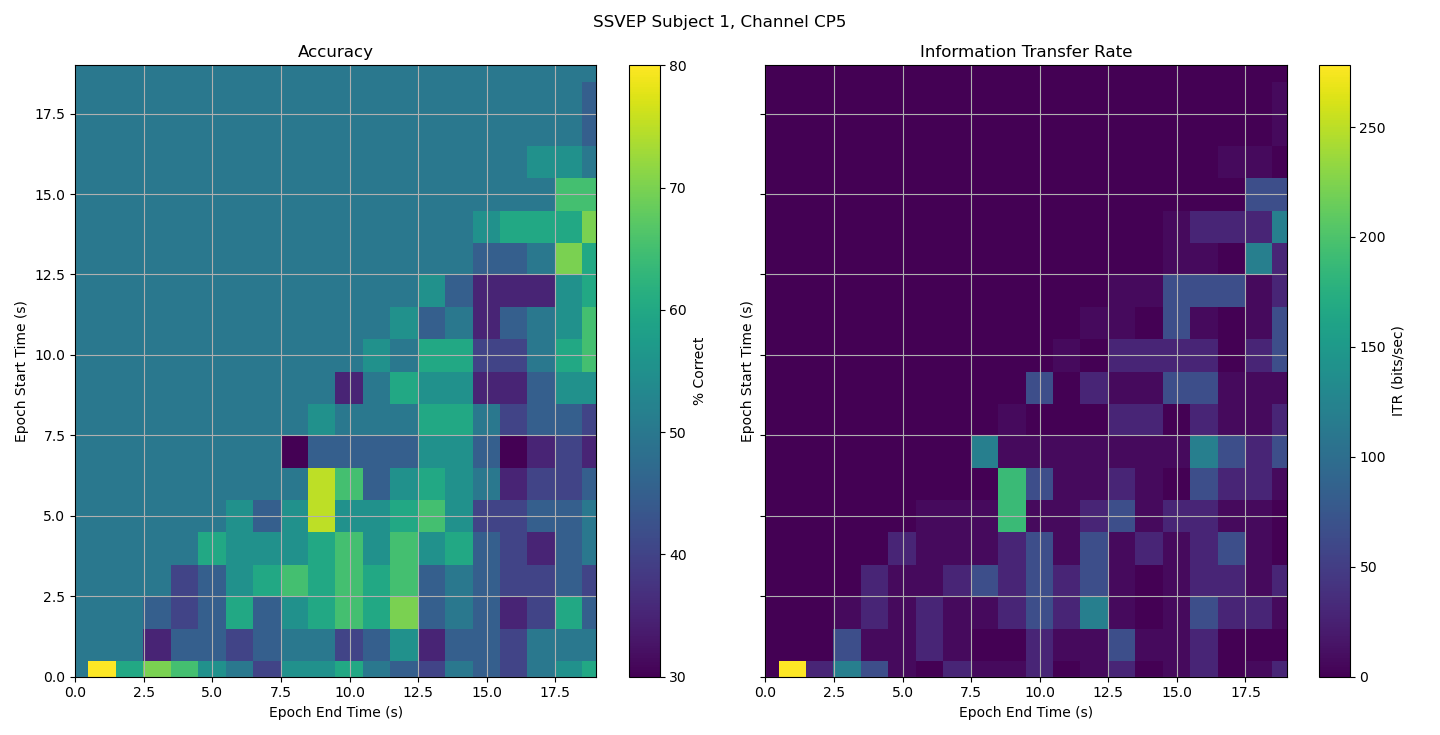 SSVEP Subject 1, Channel CP5
Accuracy
Information Transfer Rate
17.5
15.0
12.5
10.0
7.5
5.0
2.5
0.0
Epoch Start Time (s)
0.0 2.5 5.0 7.5 10.0 12.5 15.0 17.5
Epoch End Time (s)
80
70
60
50
40
30
% Correct
Epoch Start Time (s)
0.0 2.5 5.0 7.5 10.0 12.5 15.0 17.5
Epoch End Time (s)
250
200
150
100
50
0
ITR (bits/sec)